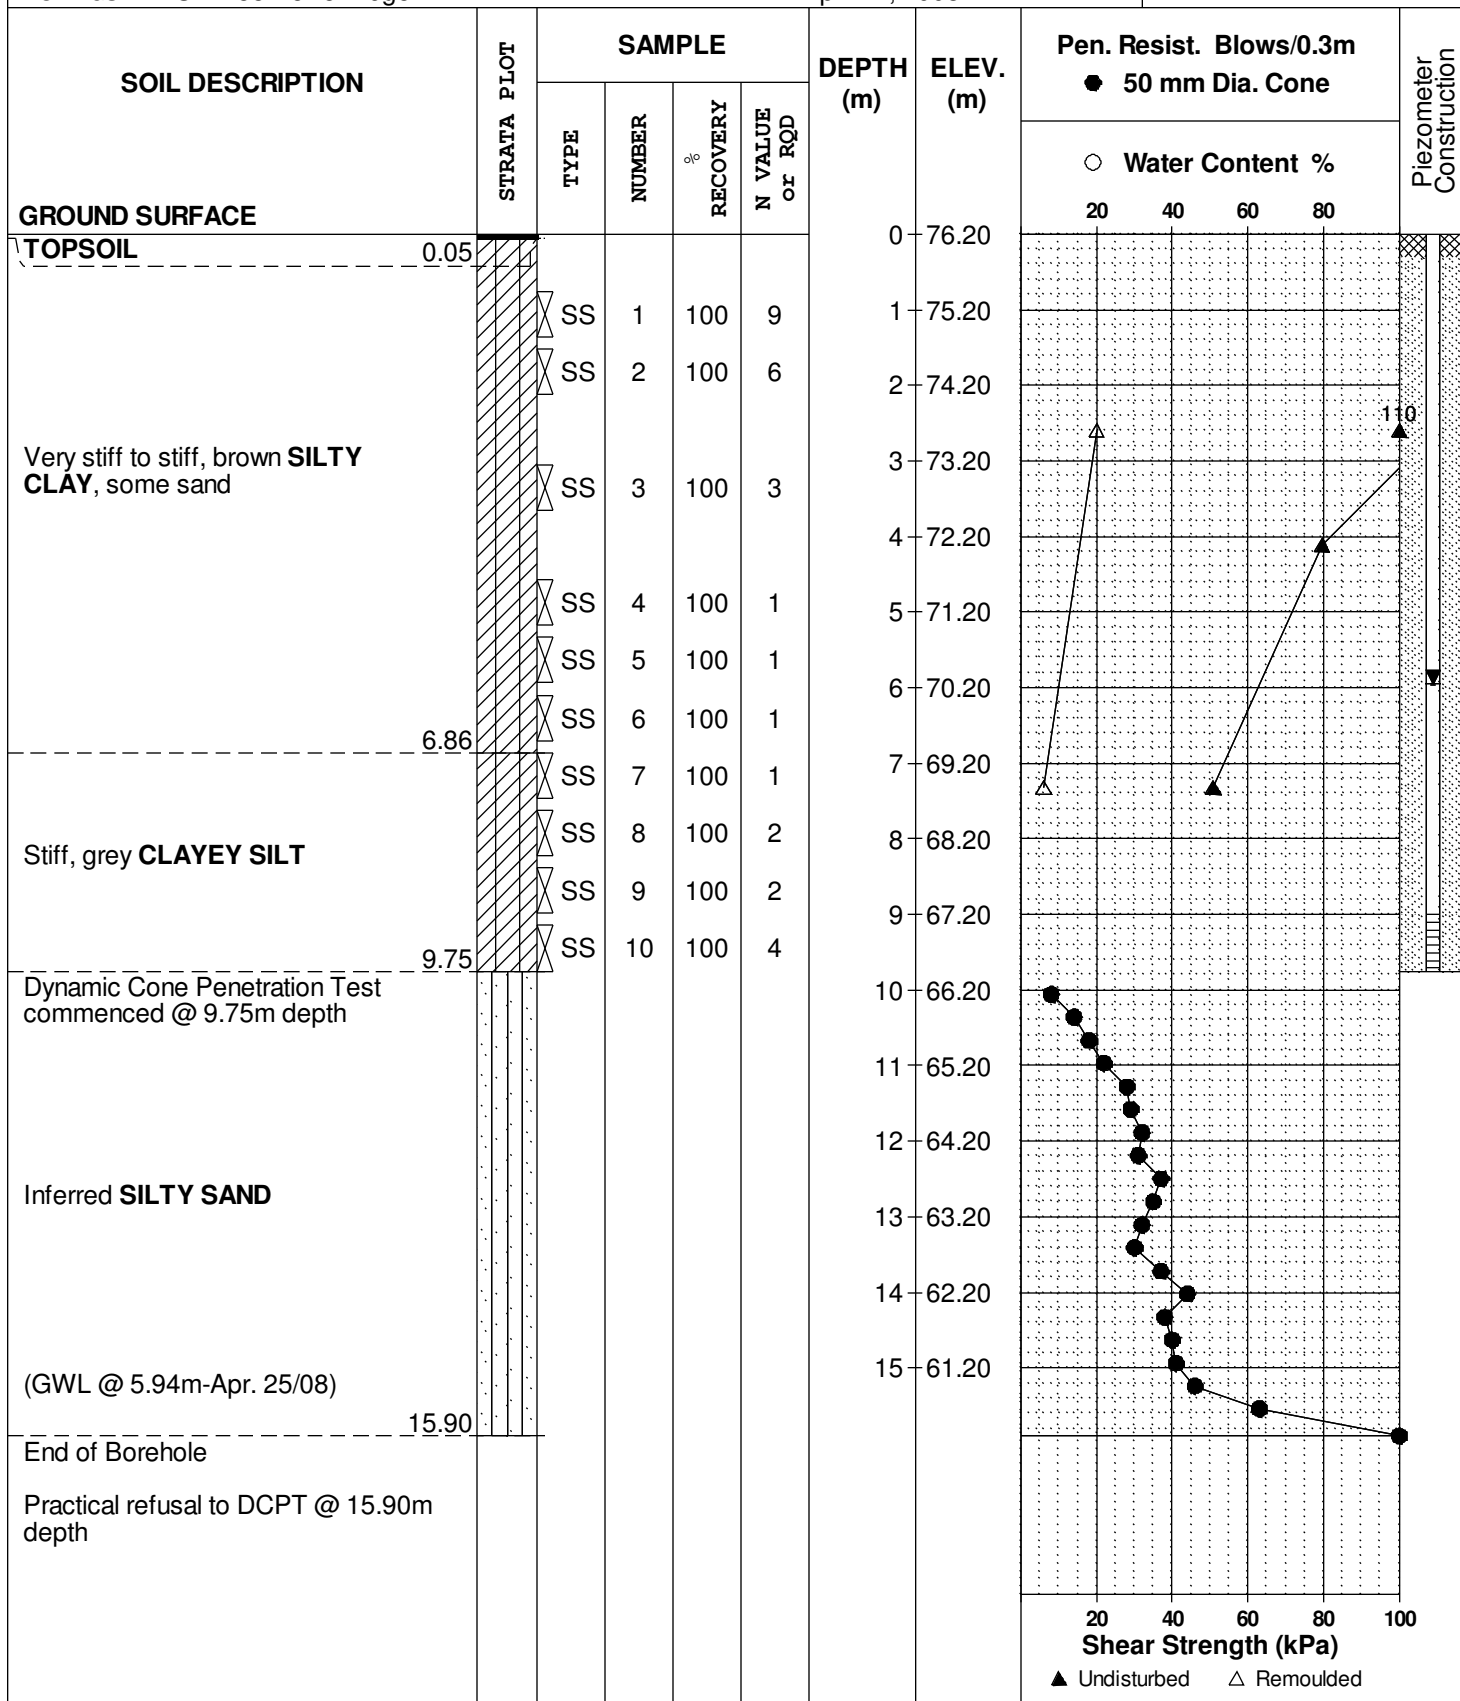 SOIL DESCRIPTION
GROUND SURFACE
STRATA PLOT
SAMPLE
TYPE
NUMBER
% RECOVERY
N VALUE or RQD
DEPTH (m)
ELEV. (m)
Pen. Resist. Blows/0.3m
● 50 mm Dia. Cone
○ Water Content %
20 40 60 80
Piezometer Construction
0 76.20
TOPSOIL 0.05
SS 1 100 9
1 75.20
SS 2 100 6
2 74.20
110
Very stiff to stiff, brown SILTY
CLAY, some sand
3 73.20
SS 3 100 3
4 72.20
SS 4 100 1
5 71.20
SS 5 100 1
6 70.20
SS 6 100 1
6.86
7 69.20
SS 7 100 1
SS 8 100 2
8 68.20
Stiff, grey CLAYEY SILT
SS 9 100 2
9 67.20
SS 10 100 4
9.75
Dynamic Cone Penetration Test
commenced @ 9.75m depth
10 66.20
11 65.20
12 64.20
Inferred SILTY SAND
13 63.20
14 62.20
15 61.20
(GWL @ 5.94m-Apr. 25/08)
15.90
End of Borehole
Practical refusal to DCPT @ 15.90m
depth
20 40 60 80 100
Shear Strength (kPa)
▲ Undisturbed △ Remoulded